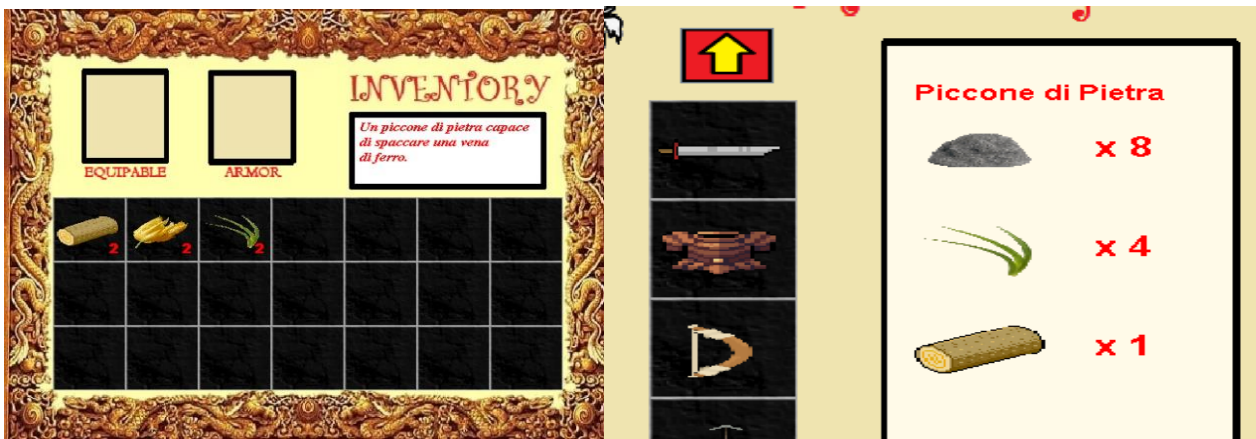 INVENTORY
Un piccone di pietra capace
di spaccare una vena
di ferro.
EQUIPABLE
ARMOR
2
2
2
Piccone di Pietra
x 8
x 4
x 1